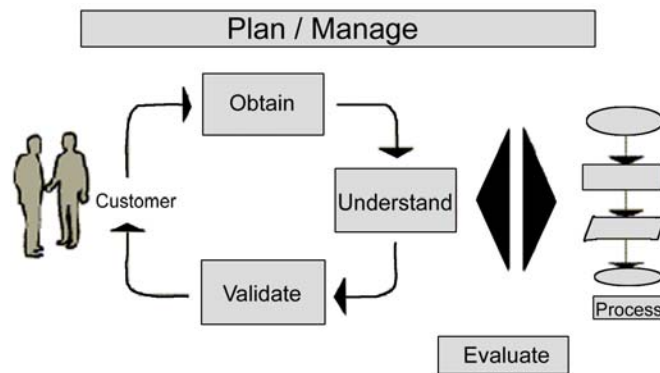 Plan / Manage
Obtain
Customer
Understand
Validate
Process
Evaluate